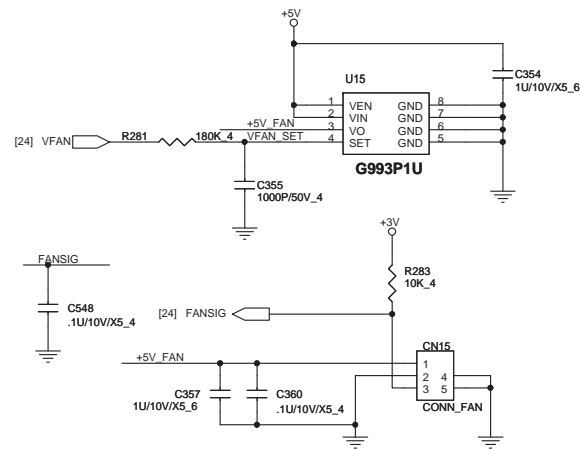 +5V
C354
1U/10V/X5_6
U15
1 VEN GND 8
2 VIN GND 7
3 VO GND 6
4 SET GND 5
G993P1U
+5V_FAN
VFAN_SET
[24] VFAN
R281
180K_4
C355
1000P/50V_4
+3V
R283
10K_4
FANSIG
C548
.1U/10V/X5_4
[24] FANSIG
CN15
+5V_FAN
1
2 4
3 5
CONN_FAN
C357
1U/10V/X5_6
C360
.1U/10V/X5_4